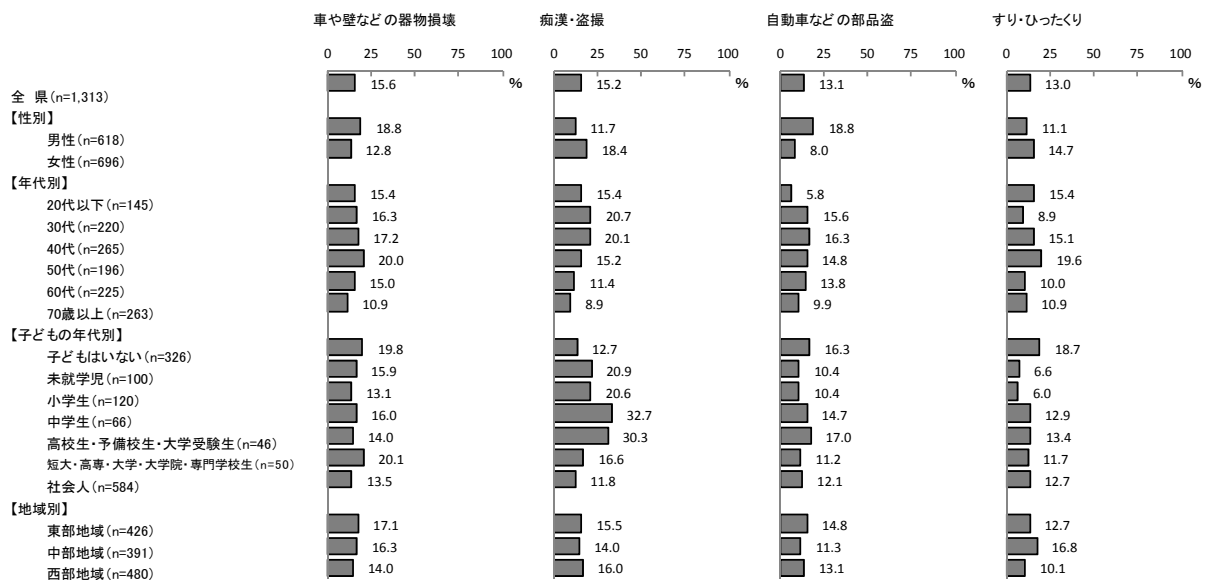 車や壁などの器物損壊 痴漢・盗撮 自動車などの部品盗 すり・ひったくり
0 25 50 75 100 0 25 50 75 100 0 25 50 75 100 0 25 50 75 100
% % % %
全 県(n=1,313) 15.6 15.2 13.1 13.0
【性別】
男性(n=618) 18.8 11.7 18.8 11.1
女性(n=696) 12.8 18.4 8.0 14.7
【年代別】
20代以下(n=145) 15.4 15.4 5.8 15.4
30代(n=220) 16.3 20.7 15.6 8.9
40代(n=265) 17.2 20.1 16.3 15.1
50代(n=196) 20.0 15.2 14.8 19.6
60代(n=225) 15.0 11.4 13.8 10.0
70歳以上(n=263) 10.9 8.9 9.9 10.9
【子どもの年代別】
子どもはいない(n=326) 19.8 12.7 16.3 18.7
未就学児(n=100) 15.9 20.9 10.4 6.6
小学生(n=120) 13.1 20.6 10.4 6.0
中学生(n=66) 16.0 32.7 14.7 12.9
高校生・予備校生・大学受験生(n=46) 14.0 30.3 17.0 13.4
短大・高専・大学・大学院・専門学校生(n=50) 20.1 16.6 11.2 11.7
社会人(n=584) 13.5 11.8 12.1 12.7
【地域別】
東部地域(n=426) 17.1 15.5 14.8 12.7
中部地域(n=391) 16.3 14.0 11.3 16.8
西部地域(n=480) 14.0 16.0 13.1 10.1